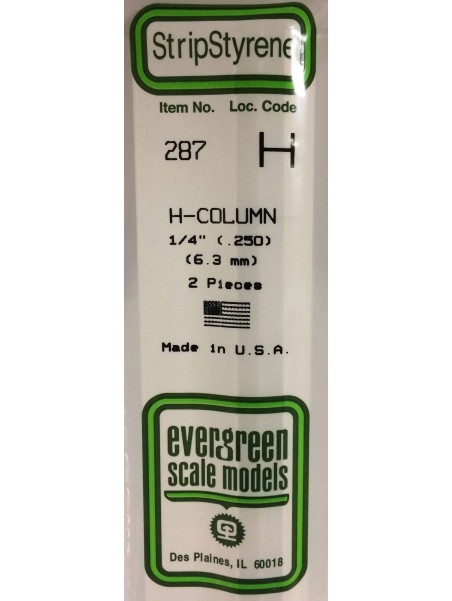 StripStyrene
Item No. Loc. Code
287 H
H-COLUMN
1/4" (.250)
(6.3 mm)
2 Pieces
Made in U.S.A.
evergreen
scale models
Des Plaines, IL 60018